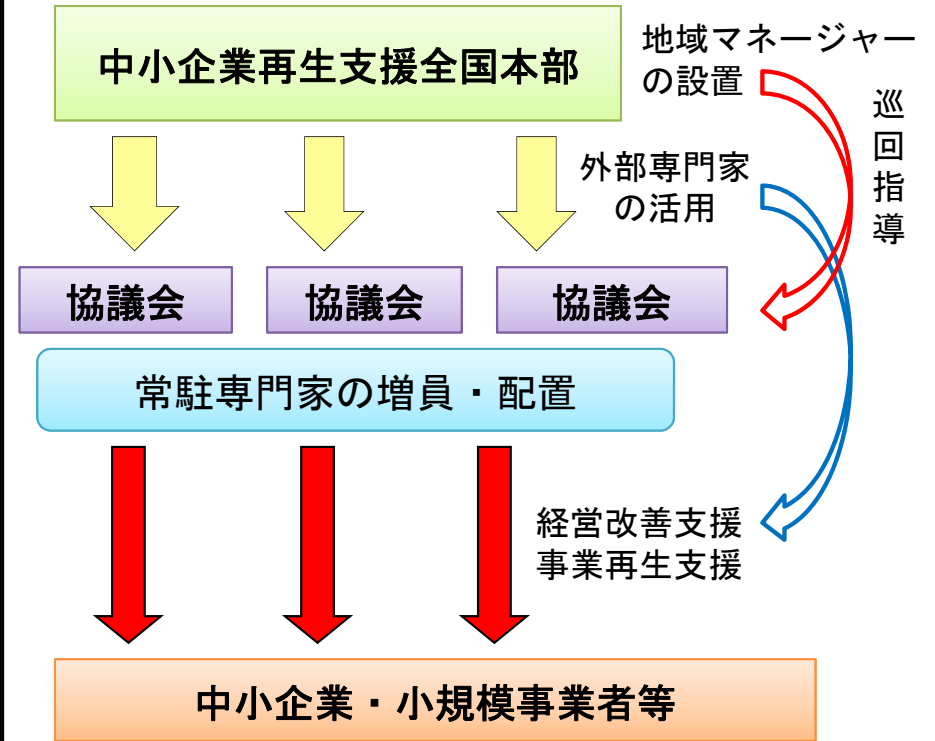 中小企業再生支援全国本部
地域マネージャー
の設置
巡回指導
外部専門家
の活用
協議会
協議会
協議会
常駐専門家の増員・配置
経営改善支援
事業再生支援
中小企業・小規模事業者等